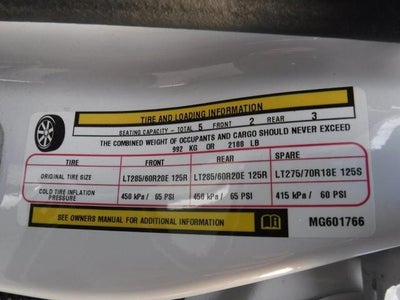 TIRE AND LOADING INFORMATION
SEATING CAPACITY - TOTAL 5 FRONT 2 REAR 3
THE COMBINED WEIGHT OF OCCUPANTS AND CARGO SHOULD NEVER EXCEED
992 KG OR 2188 LB
TIRE FRONT REAR SPARE
ORIGINAL TIRE SIZE LT285/60R20E 125R LT285/60R20E 125R LT275/70R18E 125S
COLD TIRE INFLATION PRESSURE 450 kPa / 65 PSI 450 kPa / 65 PSI 415 kPa / 60 PSI
SEE OWNERS MANUAL FOR ADDITIONAL INFORMATION MG601766